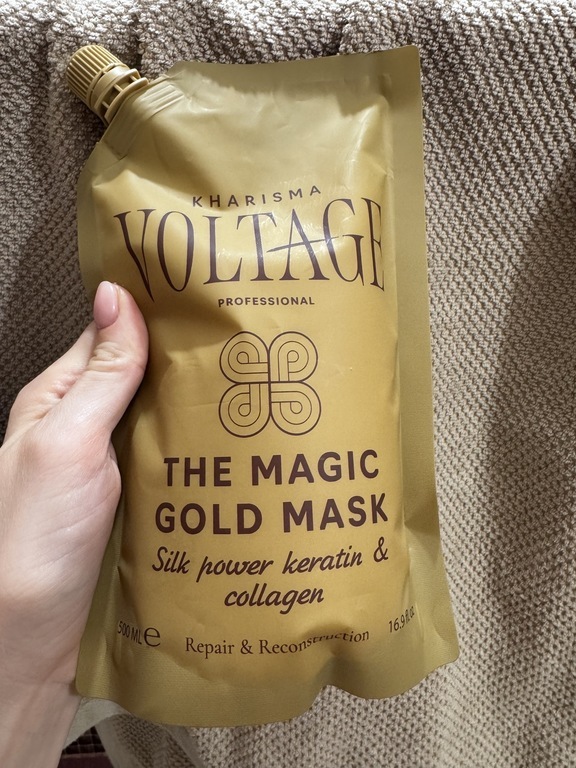 KHARISMA
VOLTAGE
PROFESSIONAL
THE MAGIC
GOLD MASK
Silk power keratin &
collagen
500 ML e
Repair & Reconstruction
16.9 fl.oz